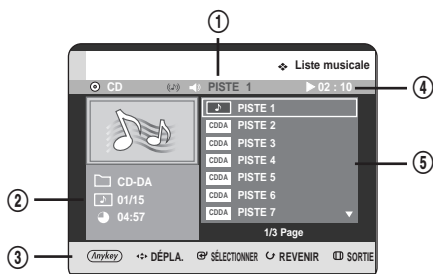 ①
Liste musicale
CD PISTE 1 02 : 10
④
PISTE 1
CDDA PISTE 2
CDDA PISTE 3
CDDA PISTE 4
CDDA PISTE 5
CDDA PISTE 6
CDDA PISTE 7
⑤
CD-DA
② 01/15
04:57
1/3 Page
③ Anykey DÉPLA. SÉLECTIONNER REVENIR SORTIE